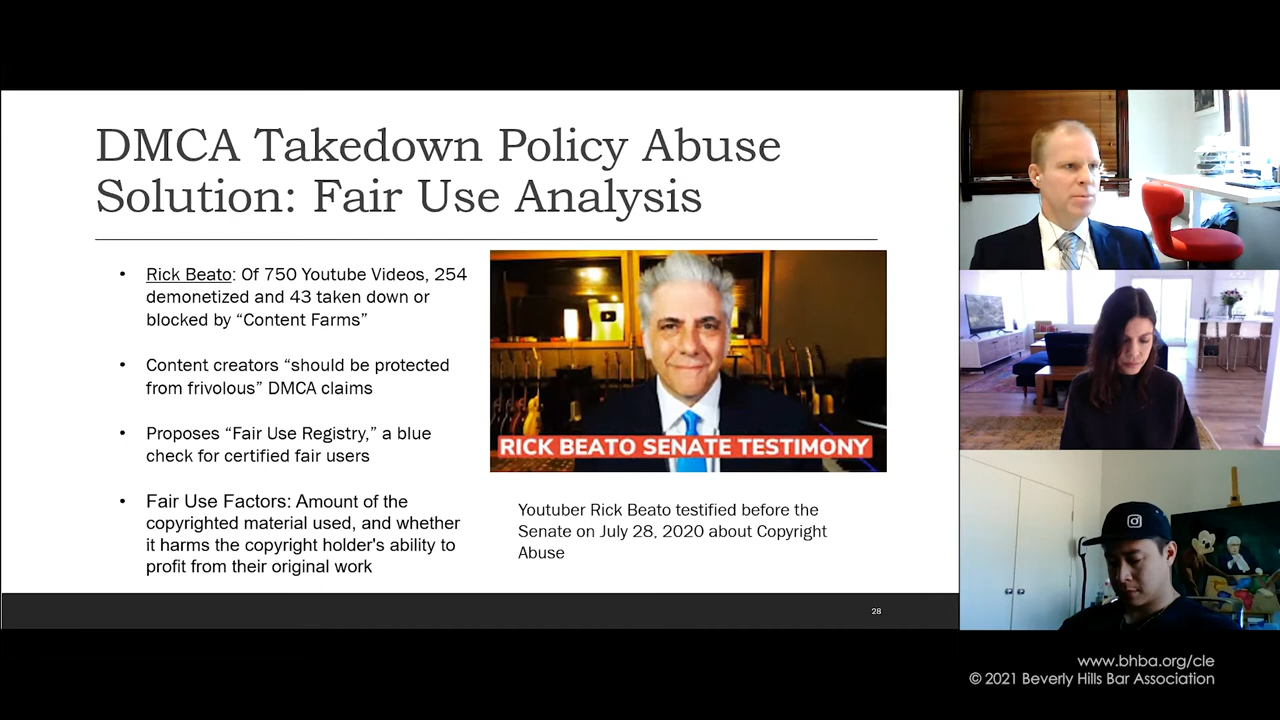 DMCA Takedown Policy Abuse
Solution: Fair Use Analysis
• Rick Beato: Of 750 Youtube Videos, 254
demonetized and 43 taken down or
blocked by “Content Farms”
• Content creators “should be protected
from frivolous” DMCA claims
• Proposes “Fair Use Registry,” a blue
check for certified fair users
• Fair Use Factors: Amount of the
copyrighted material used, and whether
it harms the copyright holder's ability to
profit from their original work
RICK BEATO SENATE TESTIMONY
Youtuber Rick Beato testified before the
Senate on July 28, 2020 about Copyright
Abuse
28
www.bhba.org/cle
© 2021 Beverly Hills Bar Association